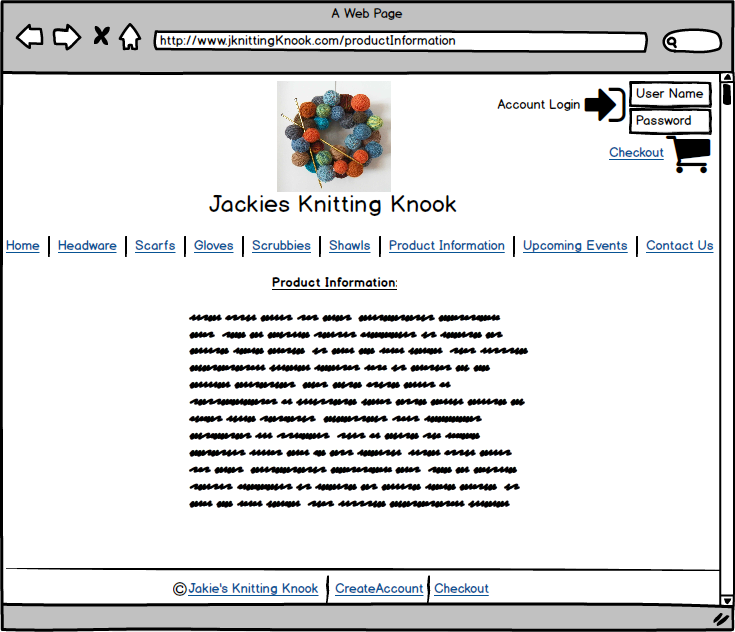 A Web Page
http://www.jknittingKnook.com/productInformation
Account Login
User Name
Password
Checkout
Jackies Knitting Knook
Home Headware Scarfs Gloves Scrubbies Shawls Product Information Upcoming Events Contact Us
Product Information:
©Jakie's Knitting Knook CreateAccount Checkout